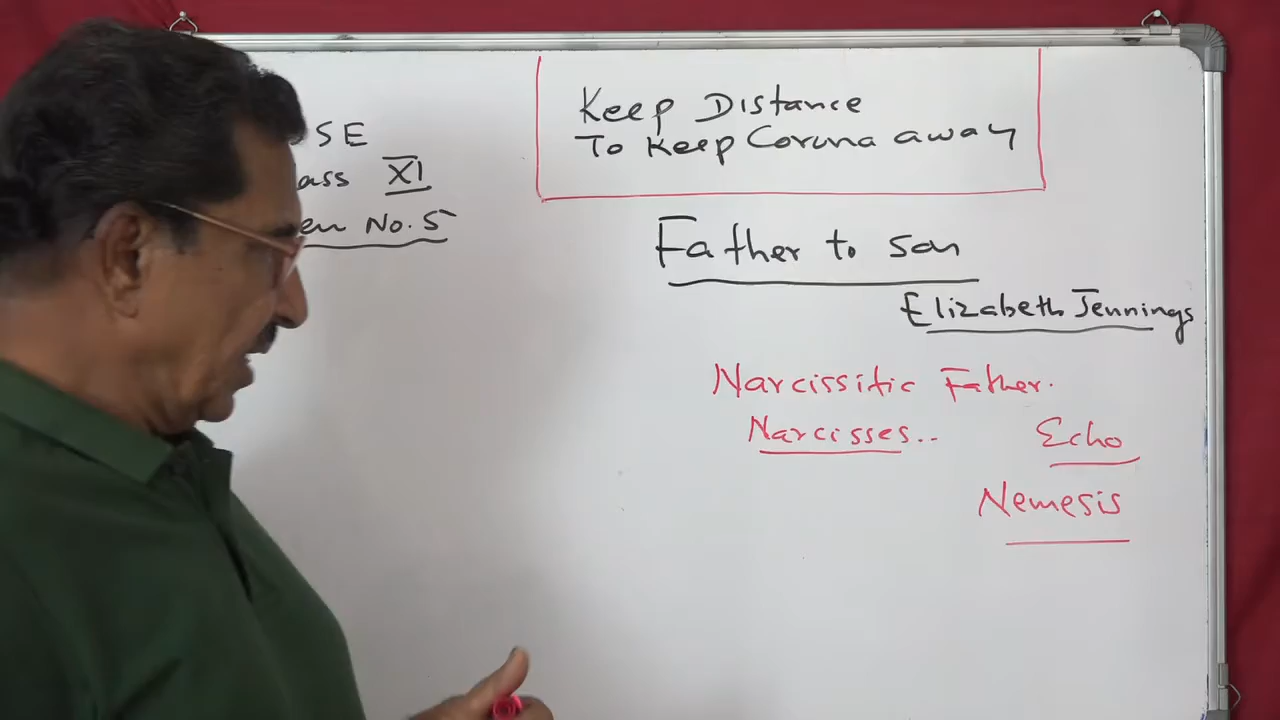 SE
ass XI
em No. 5
Keep Distance
To Keep Corona away
Father to son
Elizabeth Jennings
Narcissitic Father.
Narcisses.. Echo
Nemesis